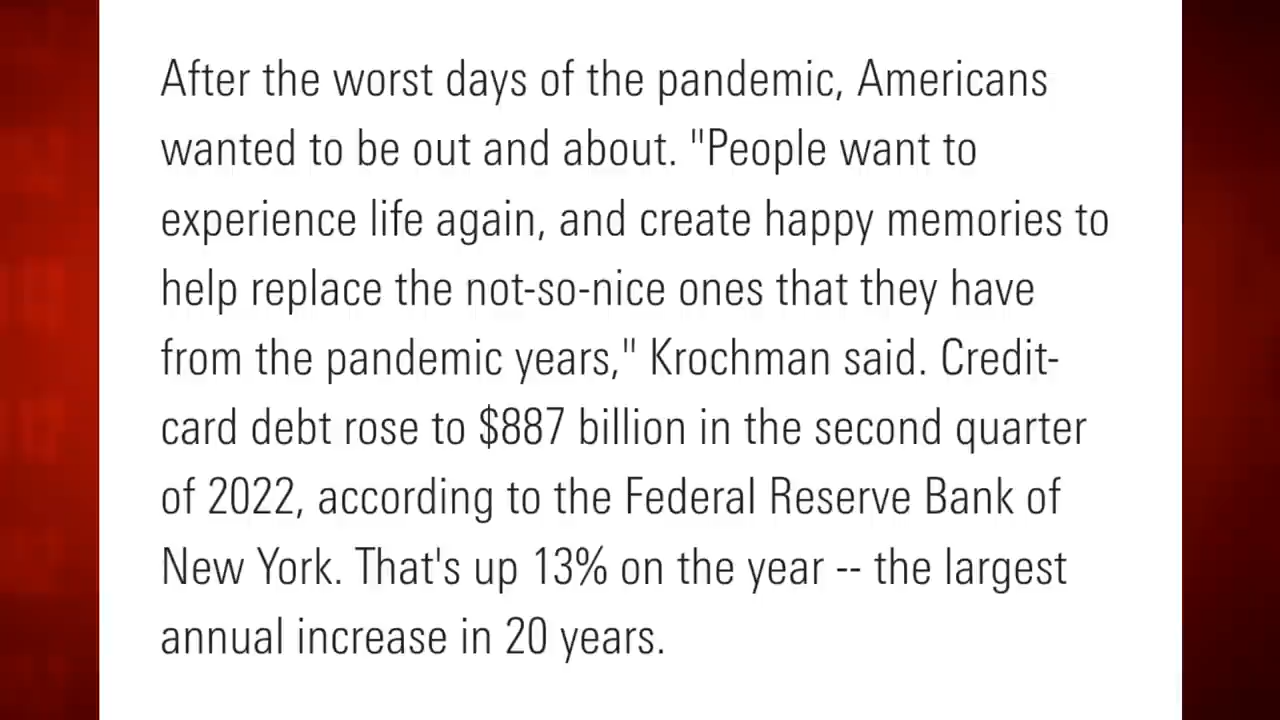 After the worst days of the pandemic, Americans
wanted to be out and about. "People want to
experience life again, and create happy memories to
help replace the not-so-nice ones that they have
from the pandemic years," Krochman said. Credit-
card debt rose to $887 billion in the second quarter
of 2022, according to the Federal Reserve Bank of
New York. That's up 13% on the year -- the largest
annual increase in 20 years.